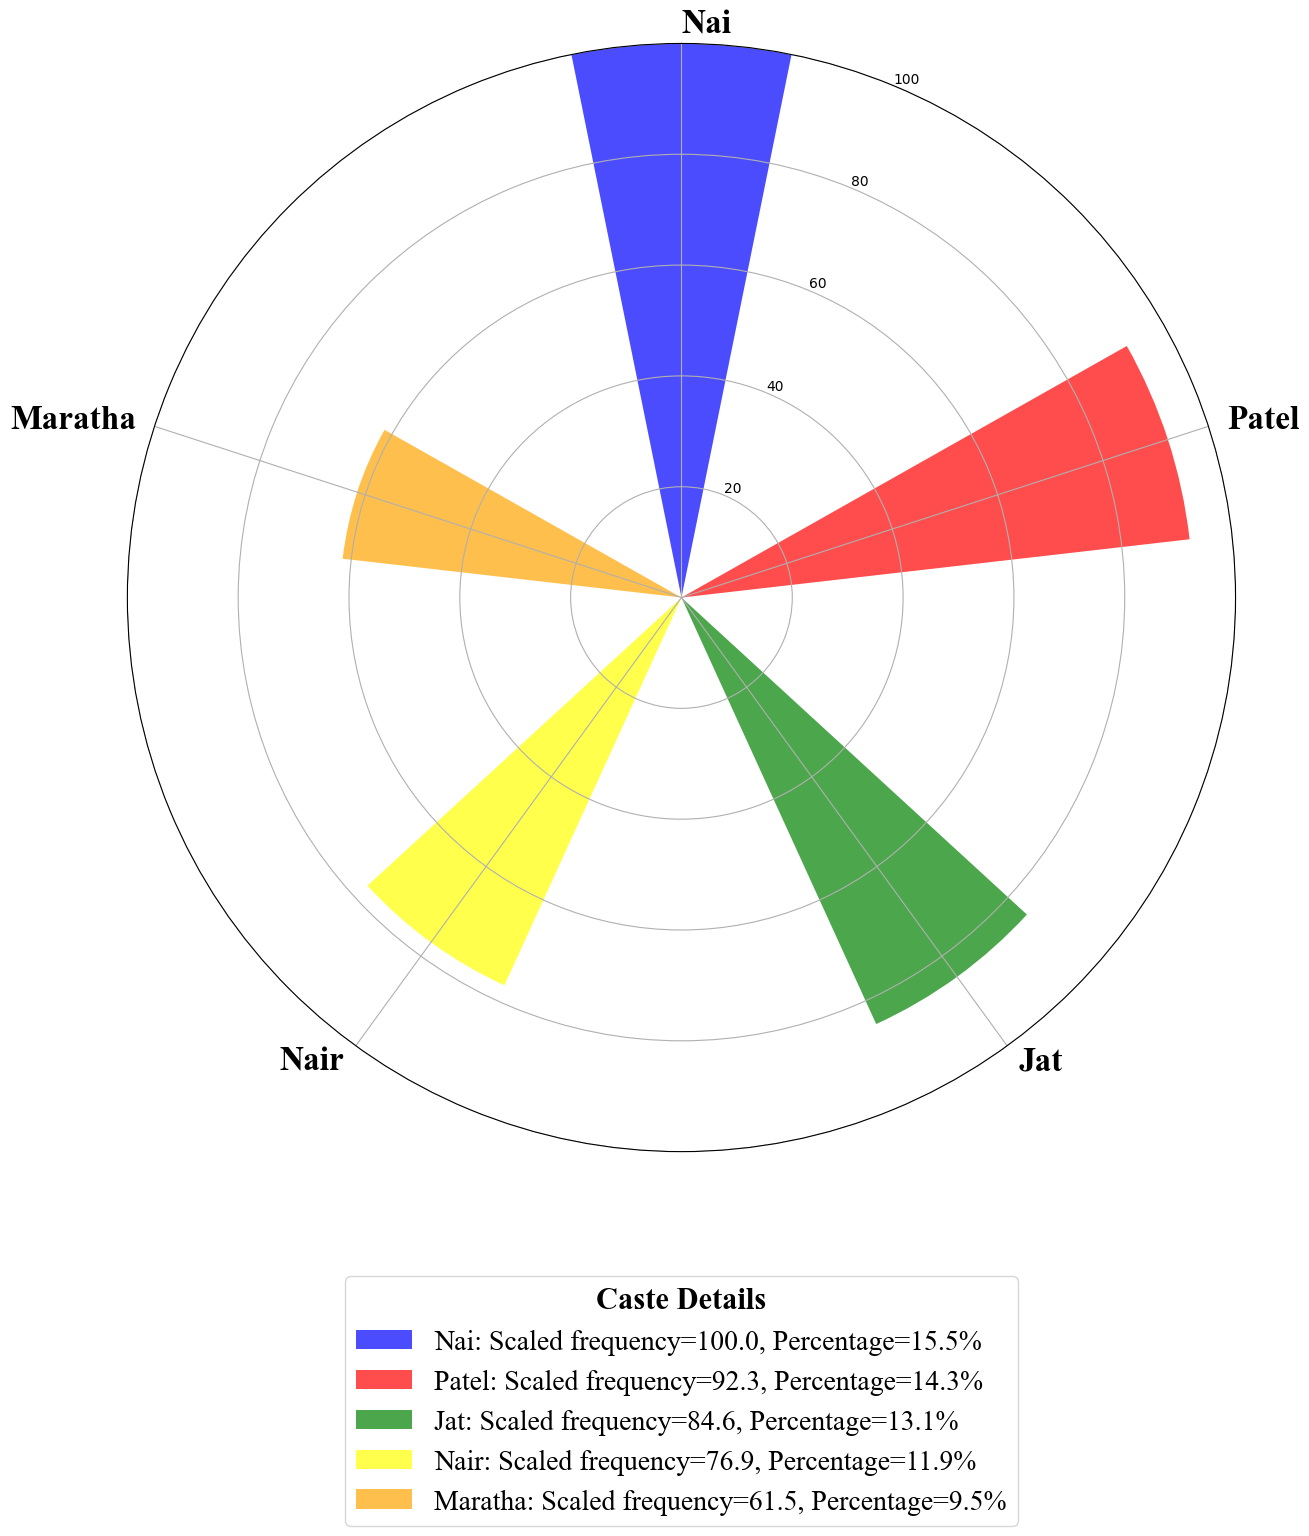 Nai
100
80
60
40
20
Maratha
Patel
Nair
Jat
Caste Details
Nai: Scaled frequency=100.0, Percentage=15.5%
Patel: Scaled frequency=92.3, Percentage=14.3%
Jat: Scaled frequency=84.6, Percentage=13.1%
Nair: Scaled frequency=76.9, Percentage=11.9%
Maratha: Scaled frequency=61.5, Percentage=9.5%